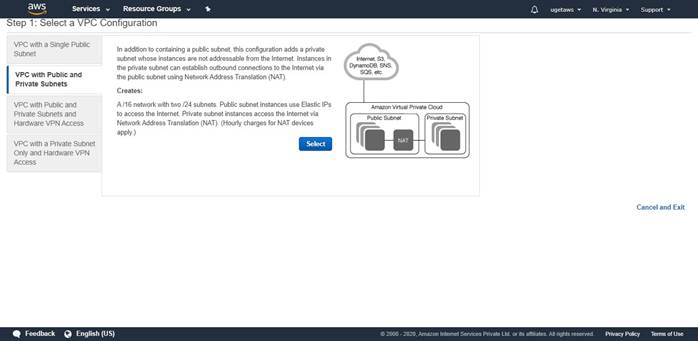 aws
Services
Resource Groups
ugetaws
N. Virginia
Support
Step 1: Select a VPC Configuration
VPC with a Single Public
Subnet
VPC with Public and
Private Subnets
VPC with Public and
Private Subnets and
Hardware VPN Access
VPC with a Private Subnet
Only and Hardware VPN
Access
In addition to containing a public subnet, this configuration adds a private
subnet whose instances are not addressable from the Internet. Instances in
the private subnet can establish outbound connections to the Internet via
the public subnet using Network Address Translation (NAT).
Creates:
A /16 network with two /24 subnets. Public subnet instances use Elastic IPs
to access the Internet. Private subnet instances access the Internet via
Network Address Translation (NAT). (Hourly charges for NAT devices
apply.)
Select
Internet, S3,
DynamoDB, SNS,
SQS, etc.
Amazon Virtual Private Cloud
Public Subnet
Private Subnet
NAT
Cancel and Exit
Feedback
English (US)
© 2008 - 2020, Amazon Internet Services Private Ltd. or its affiliates. All rights reserved.
Privacy Policy
Terms of Use